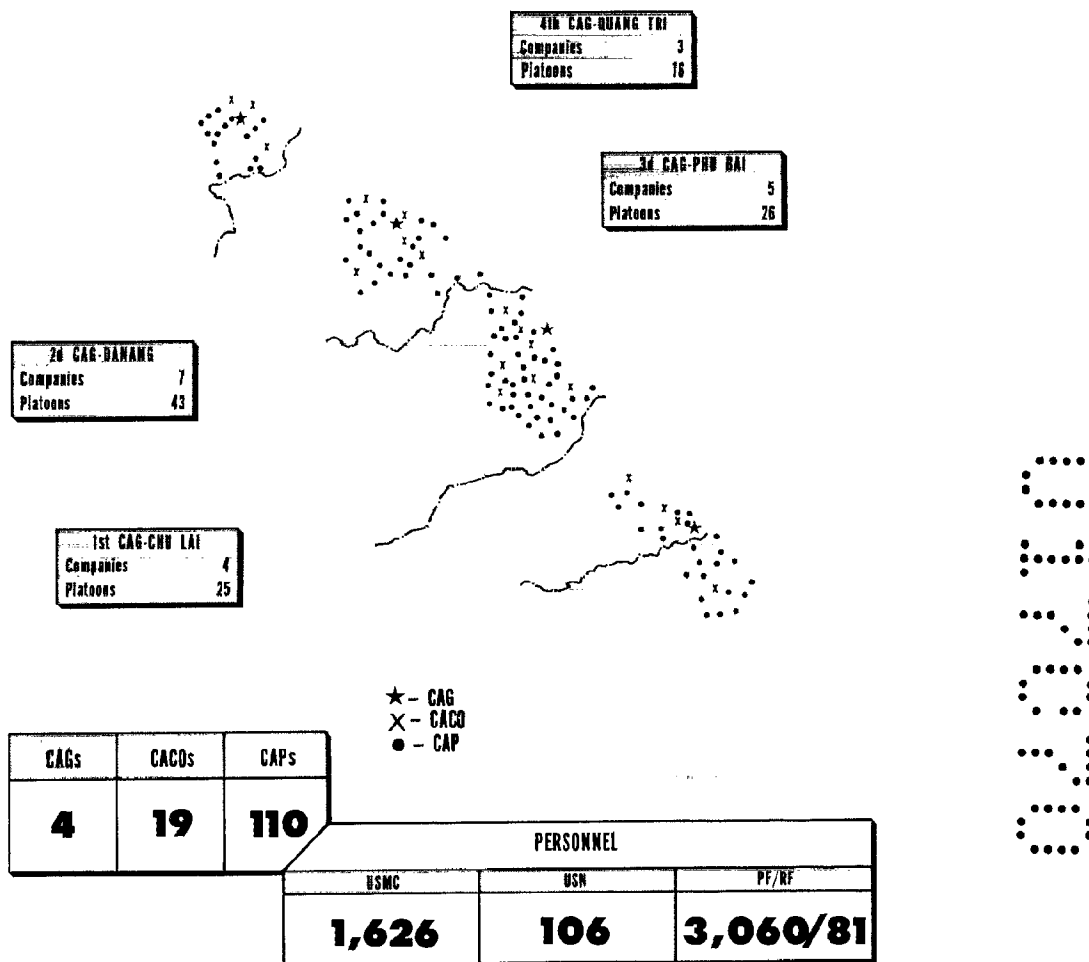 4th CAG-QUANG TRI
Companies 3
Platoons 16
3d CAG-PHU BAI
Companies 5
Platoons 26
2d CAG-DANANG
Companies 7
Platoons 43
1st CAG-CHU LAI
Companies 4
Platoons 25
★ – CAG
X – CACO
● – CAP
CAGs CACOs CAPs
4 19 110
PERSONNEL
USMC USN PF/RF
1,626 106 3,060/81